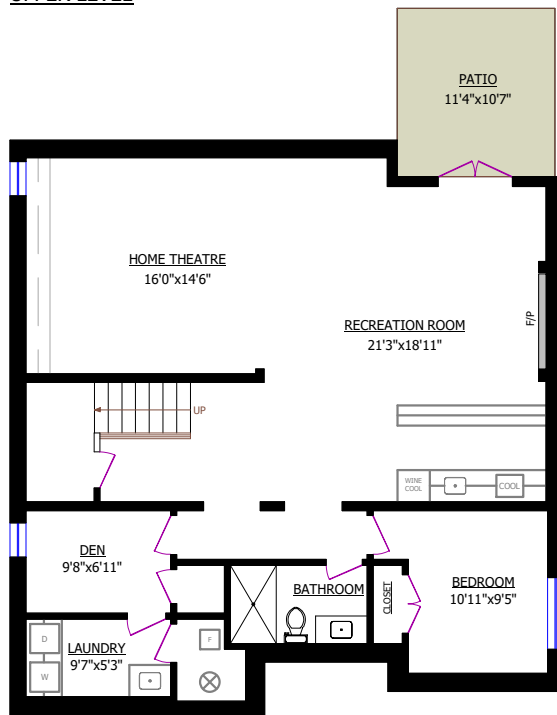 UPPER LEVEL
PATIO
11'4"x10'7"
HOME THEATRE
16'0"x14'6"
RECREATION ROOM
21'3"x18'11"
F/P
UP
WINE
COOL
COOL
DEN
9'8"x6'11"
BATHROOM
CLOSET
BEDROOM
10'11"x9'5"
D
LAUNDRY
9'7"x5'3"
W
F